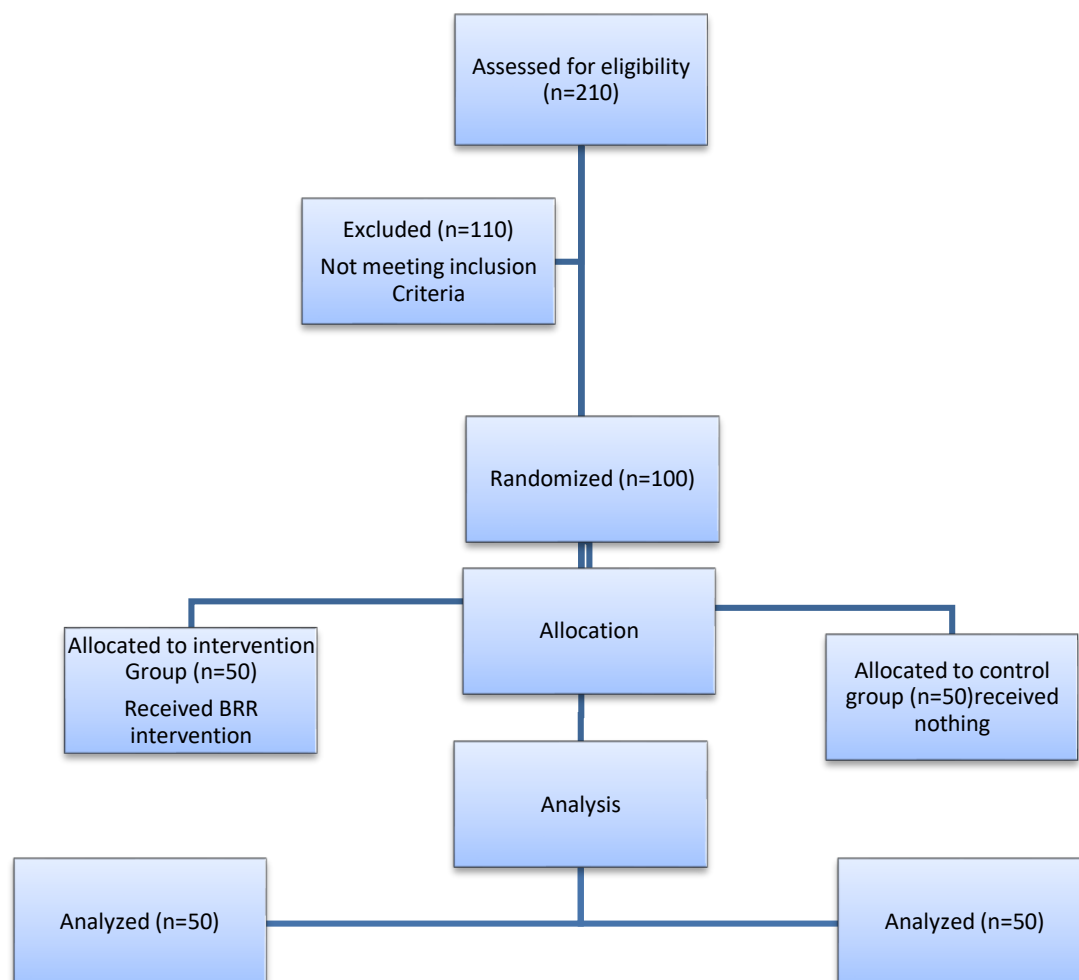 Assessed for eligibility
(n=210)
Excluded (n=110)
Not meeting inclusion
Criteria
Randomized (n=100)
Allocation
Allocated to intervention
Group (n=50)
Received BRR
intervention
Allocated to control
group (n=50)received
nothing
Analysis
Analyzed (n=50)
Analyzed (n=50)